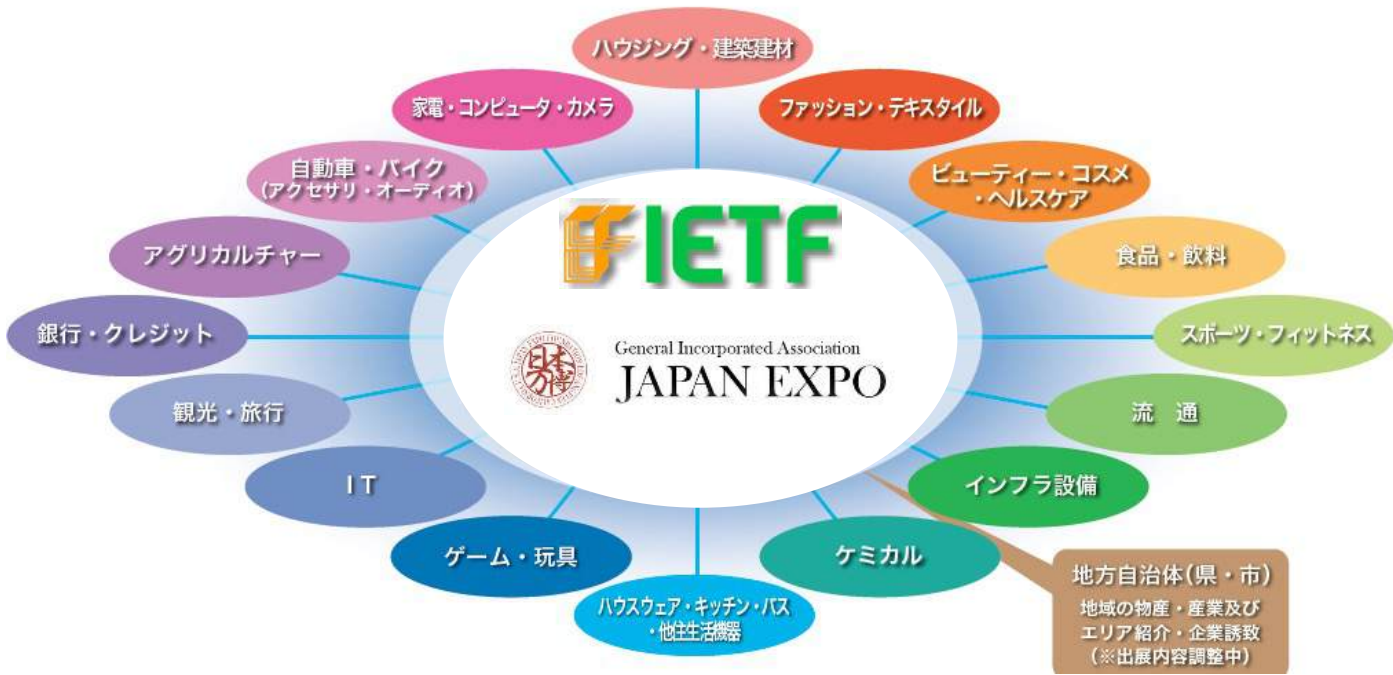 ハウジング・建築建材
家電・コンピュータ・カメラ
ファッション・テキスタイル
自動車・バイク
(アクセサリ・オーディオ)
ビューティー・コスメ
・ヘルスケア
アグリカルチャー
食品・飲料
銀行・クレジット
スポーツ・フィットネス
観光・旅行
流　通
IT
インフラ設備
ゲーム・玩具
ケミカル
ハウスウェア・キッチン・バス
・他住生活機器
IETF
日本万博
General Incorporated Association
JAPAN EXPO
地方自治体(県・市)
地域の物産・産業及び
エリア紹介・企業誘致
(※出展内容調整中)